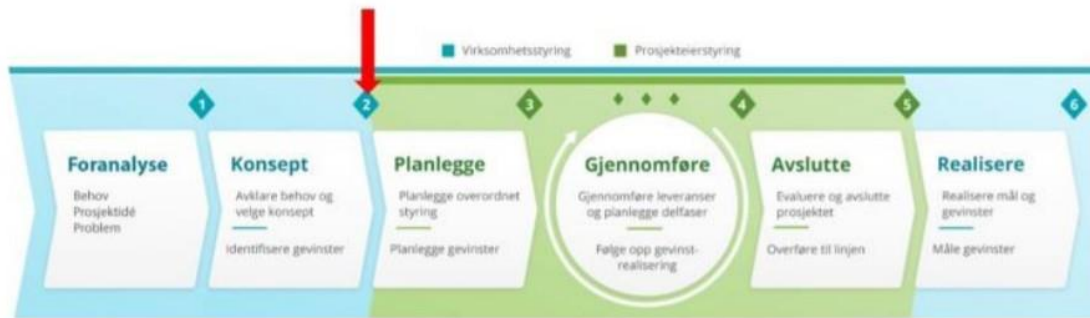 Virksomhetsstyring
Prosjekteierstyring
1
2
3
4
5
6
Foranalyse
Behov
Prosjektidé
Problem
Konsept
Avklare behov og
velge konsept
Identifisere gevinster
Planlegge
Planlegge overordnet
styring
Planlegge gevinster
Gjennomføre
Gjennomføre leveranser
og planlegge delfaser
Følge opp gevinst-
realisering
Avslutte
Evaluere og avslutte
prosjektet
Overføre til linjen
Realisere
Realisere mål og
gevinster
Måle gevinster